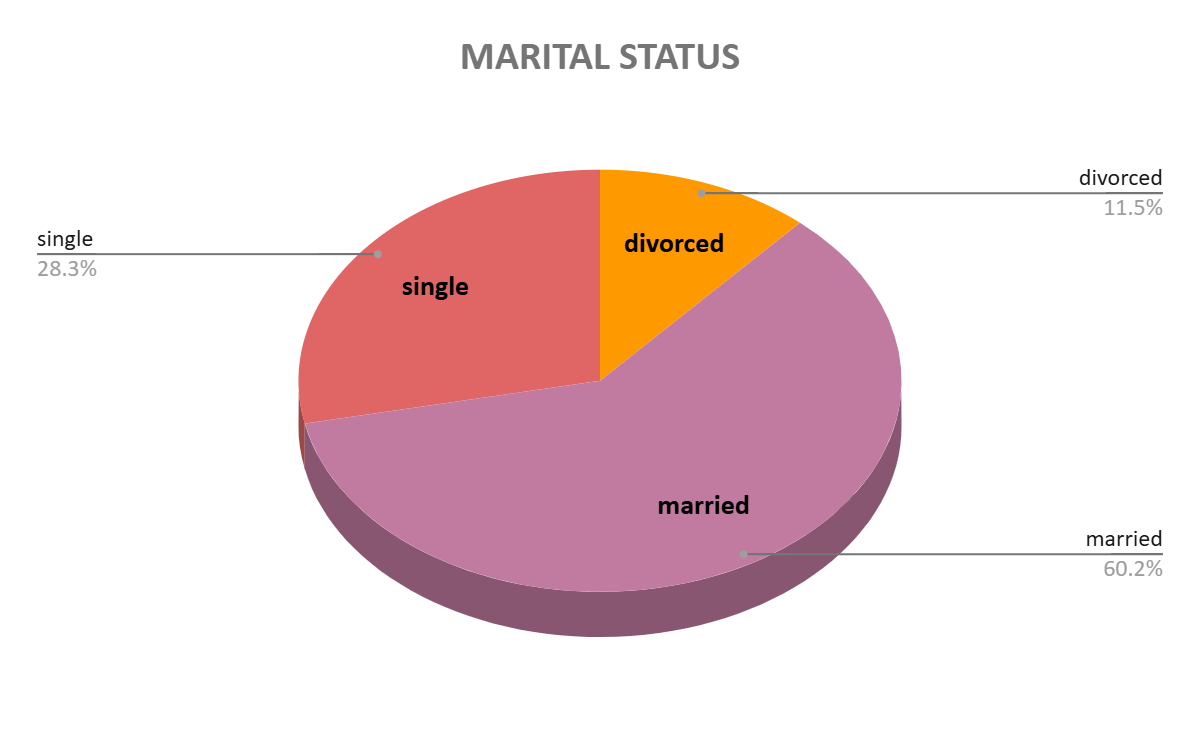 MARITAL STATUS
divorced
11.5%
single
28.3%
divorced
single
married
married
60.2%